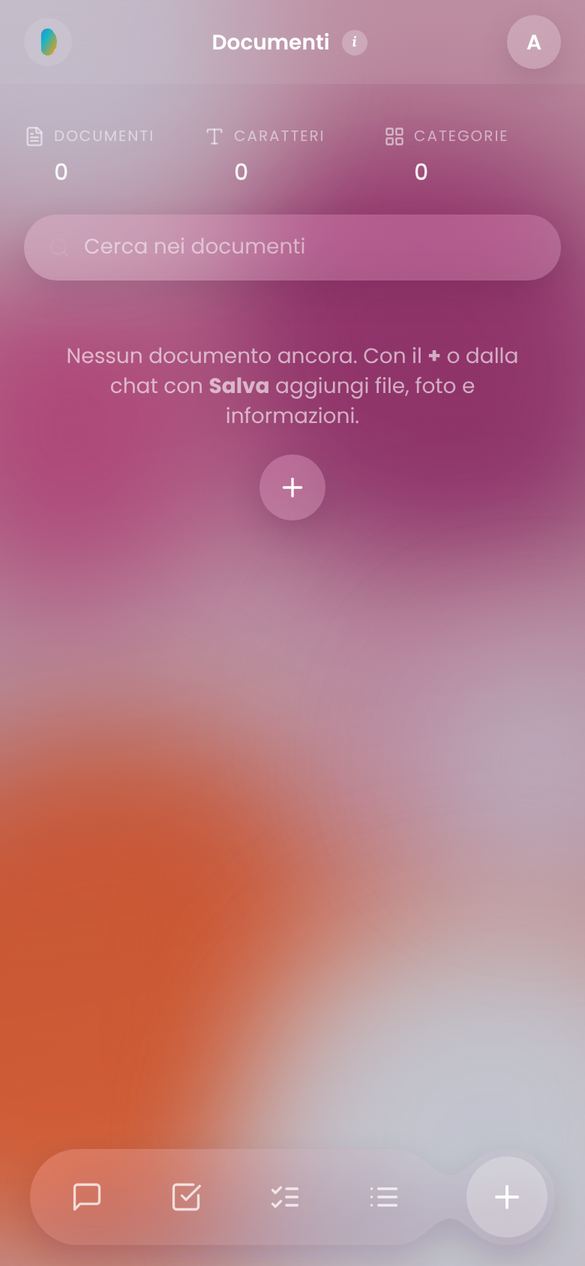 Documenti i
A
DOCUMENTI CARATTERI CATEGORIE
0 0 0
Cerca nei documenti
Nessun documento ancora. Con il + o dalla
chat con Salva aggiungi file, foto e
informazioni.